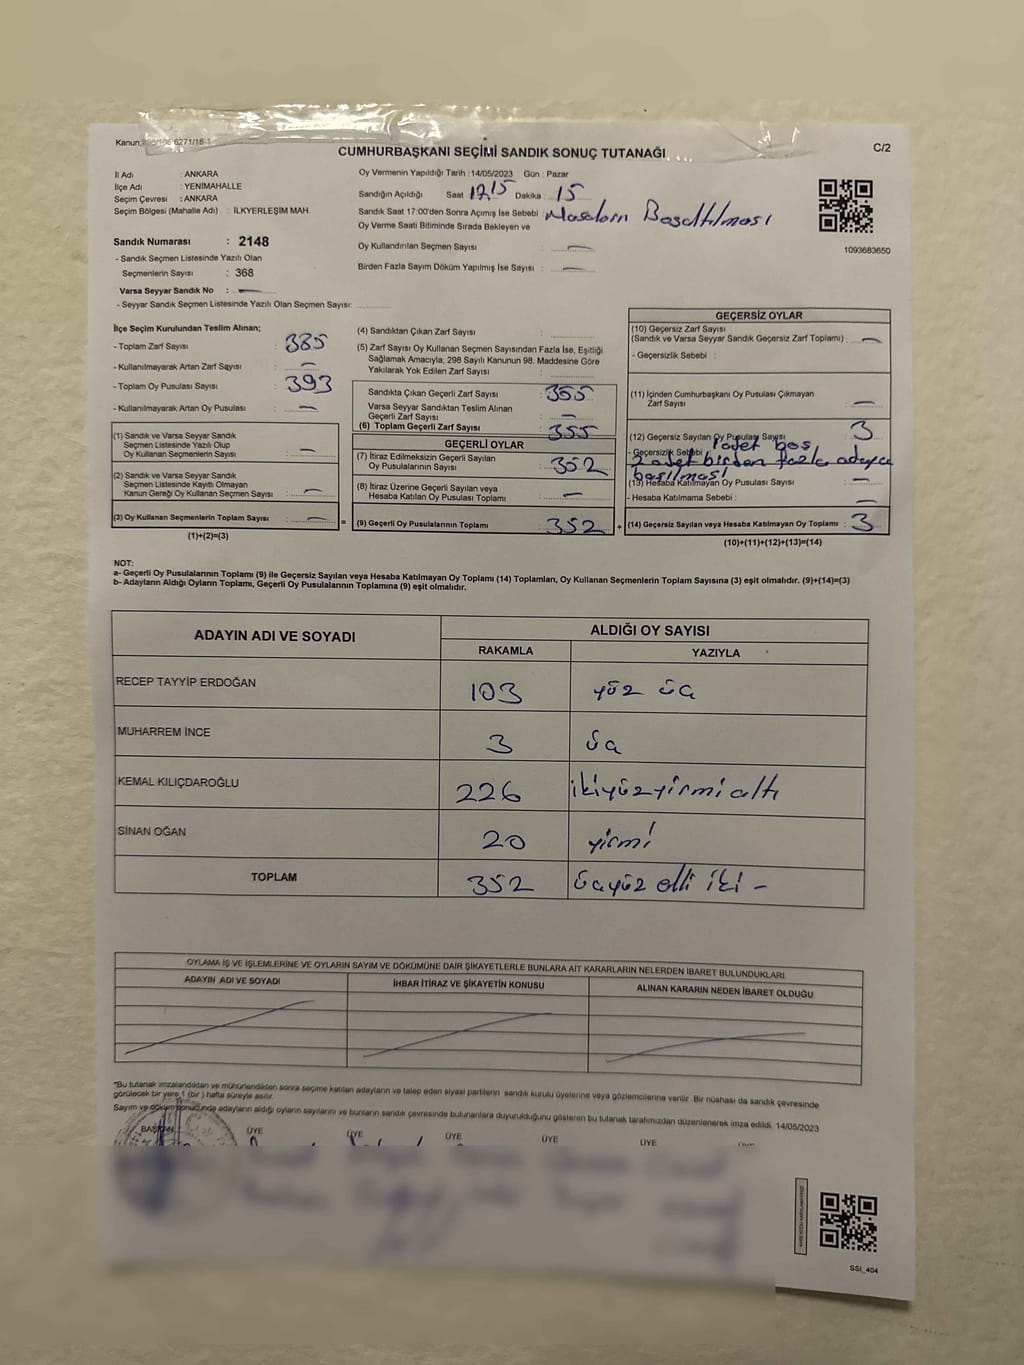 CUMHURBAŞKANI SEÇİMİ SANDIK SONUÇ TUTANAĞI
C/2
İl Adı : ANKARA
İlçe Adı : YENİMAHALLE
Seçim Çevresi : ANKARA
Seçim Bölgesi (Mahalle Adı) : İLKYERLEŞİM MAH.
Oy Vermenin Yapıldığı Tarih : 14/05/2023 Gün : Pazar
Sandığın Açıldığı Saat 1715 Dakika : 15
Sandık Saat 17:00'den Sonra Açımış İse Sebebi : Masaların Boşaltılması
Oy Verme Saati Bitiminde Sırada Bekleyen ve
Oy Kullandırılan Seçmen Sayısı : —
Birden Fazla Sayım Döküm Yapılmış İse Sayısı : —
1093683650
Sandık Numarası : 2148
- Sandık Seçmen Listesinde Yazılı Olan
Seçmenlerin Sayısı : 368
Varsa Seyyar Sandık No : —
- Seyyar Sandık Seçmen Listesinde Yazılı Olan Seçmen Sayısı:
İlçe Seçim Kurulundan Teslim Alınan;
- Toplam Zarf Sayısı : 385
- Kullanılmayarak Artan Zarf Sayısı : —
- Toplam Oy Pusulası Sayısı : 393
- Kullanılmayarak Artan Oy Pusulası : —
(1) Sandık ve Varsa Seyyar Sandık
Seçmen Listesinde Yazılı Olup
Oy Kullanan Seçmenlerin Sayısı : —
(2) Sandık ve Varsa Seyyar Sandık
Seçmen Listesinde Kayıtlı Olmayan
Kanun Gereği Oy Kullanan Seçmen Sayısı : —
(3) Oy Kullanan Seçmenlerin Toplam Sayısı : —
(1)+(2)=(3)
(4) Sandıktan Çıkan Zarf Sayısı :
(5) Zarf Sayısı Oy Kullanan Seçmen Sayısından Fazla İse, Eşitliği
Sağlamak Amacıyla, 298 Sayılı Kanunun 98. Maddesine Göre
Yakılarak Yok Edilen Zarf Sayısı :
Sandıkta Çıkan Geçerli Zarf Sayısı : 355
Varsa Seyyar Sandıktan Teslim Alınan
Geçerli Zarf Sayısı : —
(6) Toplam Geçerli Zarf Sayısı : 355
GEÇERLİ OYLAR
(7) İtiraz Edilmeksizin Geçerli Sayılan
Oy Pusulalarının Sayısı : 352
(8) İtiraz Üzerine Geçerli Sayılan veya
Hesaba Katılan Oy Pusulası Toplamı : —
= (9) Geçerli Oy Pusulalarının Toplamı : 352
GEÇERSİZ OYLAR
(10) Geçersiz Zarf Sayısı
(Sandık ve Varsa Seyyar Sandık Geçersiz Zarf Toplamı) : —
- Geçersizlik Sebebi :
(11) İçinden Cumhurbaşkanı Oy Pusulası Çıkmayan
Zarf Sayısı : —
(12) Geçersiz Sayılan Oy Pusulası Sayısı : 3
- Geçersizlik Sebebi : 1 adet boş
2 adet birden fazla adaya
basılması
(13) Hesaba Katılmayan Oy Pusulası Sayısı : —
- Hesaba Katılmama Sebebi : —
+ (14) Geçersiz Sayılan veya Hesaba Katılmayan Oy Toplamı : 3
(10)+(11)+(12)+(13)=(14)
NOT:
a- Geçerli Oy Pusulalarının Toplamı (9) ile Geçersiz Sayılan veya Hesaba Katılmayan Oy Toplamı (14) Toplamları, Oy Kullanan Seçmenlerin Toplam Sayısına (3) eşit olmalıdır. (9)+(14)=(3)
b- Adayların Aldığı Oyların Toplamı, Geçerli Oy Pusulalarının Toplamına (9) eşit olmalıdır.
ADAYIN ADI VE SOYADI ALDIĞI OY SAYISI
RAKAMLA YAZIYLA
RECEP TAYYİP ERDOĞAN 103 yüz üç
MUHARREM İNCE 3 üç
KEMAL KILIÇDAROĞLU 226 ikiyüzyirmialtı
SİNAN OĞAN 20 yirmi
TOPLAM 352 üçyüz elli iki –
OYLAMA İŞ VE İŞLEMLERİNE VE OYLARIN SAYIM VE DÖKÜMÜNE DAİR ŞİKAYETLERLE BUNLARA AİT KARARLARIN NELERDEN İBARET BULUNDUKLARI
ADAYIN ADI VE SOYADI İHBAR İTİRAZ VE ŞİKAYETİN KONUSU ALINAN KARARIN NEDEN İBARET OLDUĞU
*Bu tutanak imzalandıktan ve mühürlendikten sonra seçime katılan adayların ve talep eden siyasi partilerin sandık kurulu üyelerine veya gözlemcilerine verilir. Bir nüshası da sandık çevresinde
görülecek bir yere 1 (bir) hafta süreyle asılır.
Sayım ve döküm sonucunda adayların aldığı oyların sayılarını ve bunların sandık çevresinde bulunanlara duyurulduğunu gösteren bu tutanak tarafımızdan düzenlenerek imza edildi. 14/05/2023
BAŞKAN ÜYE ÜYE ÜYE ÜYE ÜYE
SSI_404